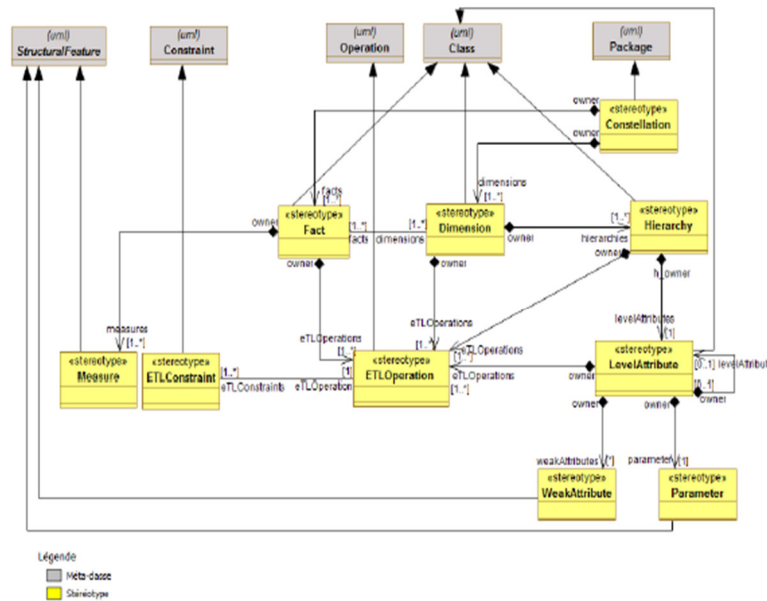 (uml)
StructuralFeature
(uml)
Constraint
(uml)
Operation
(uml)
Class
(uml)
Package
owner
«stereotype»
Constellation
owner
facts
[1..*]
dimensions
[1..*]
«stereotype»
Fact
owner
[1..*]
facts
[1..*]
dimensions
«stereotype»
Dimension
owner
[1..*]
hierarchies
«stereotype»
Hierarchy
owner
owner
owner
h_owner
eTLOperations
[1..*]
eTLOperations
[1..*]
eTLOperations
[1..*]
levelAttributes
[1]
measures
[1..*]
«stereotype»
Measure
«stereotype»
ETLConstraint
[1..*]
eTLConstraints
[1]
eTLOperation
«stereotype»
ETLOperation
eTLOperations
[1..*]
owner
«stereotype»
LevelAttribute
[0..1]
levelAttribut
[0..1]
owner
owner
owner
weakAttributes
[*]
parameter
[1]
«stereotype»
WeakAttribute
«stereotype»
Parameter
Légende
Méta-classe
Stéréotype